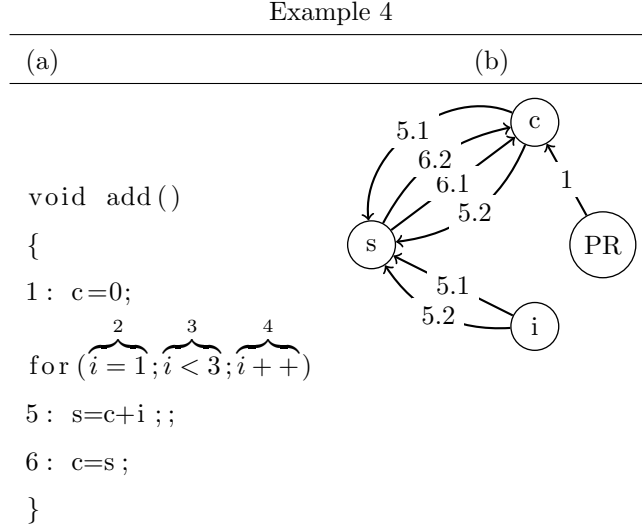 Example 4
(a) (b)
void add()
{
1: c=0;
2 3 4
for(i = 1;i < 3;i + +)
5: s=c+i;;
6: c=s;
}
c
5.1
6.2
6.1
1
5.2
s
PR
5.1
5.2
i